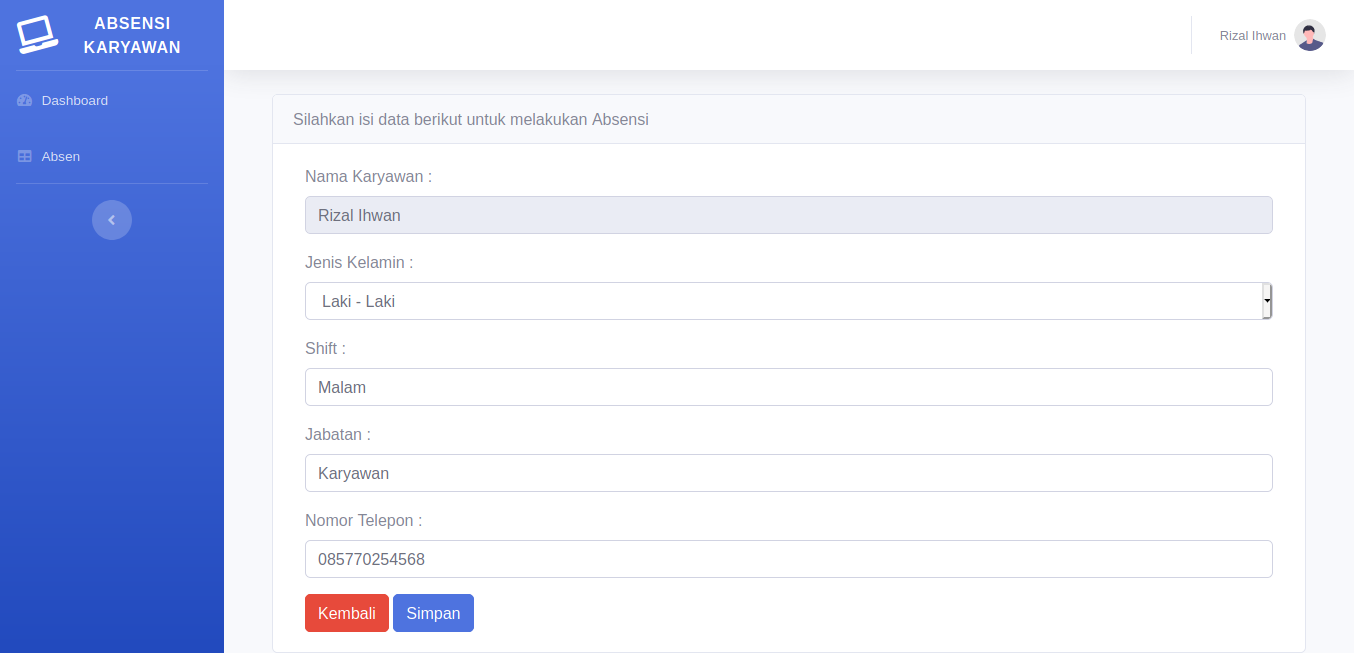 ABSENSI
KARYAWAN
Rizal Ihwan
Dashboard
Absen
Silahkan isi data berikut untuk melakukan Absensi
Nama Karyawan :
Rizal Ihwan
Jenis Kelamin :
Laki - Laki
Shift :
Malam
Jabatan :
Karyawan
Nomor Telepon :
085770254568
Kembali Simpan